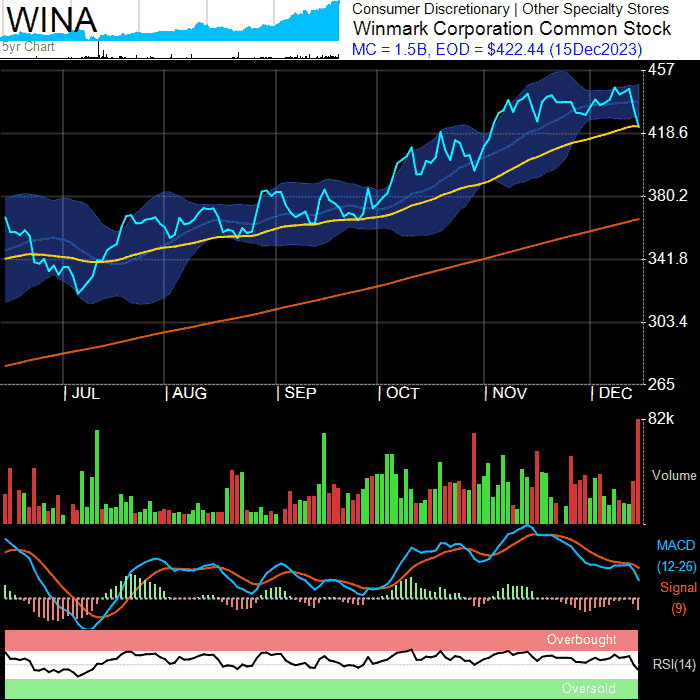 WINA
5yr Chart
Consumer Discretionary | Other Specialty Stores
Winmark Corporation Common Stock
MC = 1.5B, EOD = $422.44 (15Dec2023)
457
418.6
380.2
341.8
303.4
265
| JUL | AUG | SEP | OCT | NOV | DEC
82k
Volume
MACD
(12-26)
Signal
(9)
Overbought
RSI(14)
Oversold